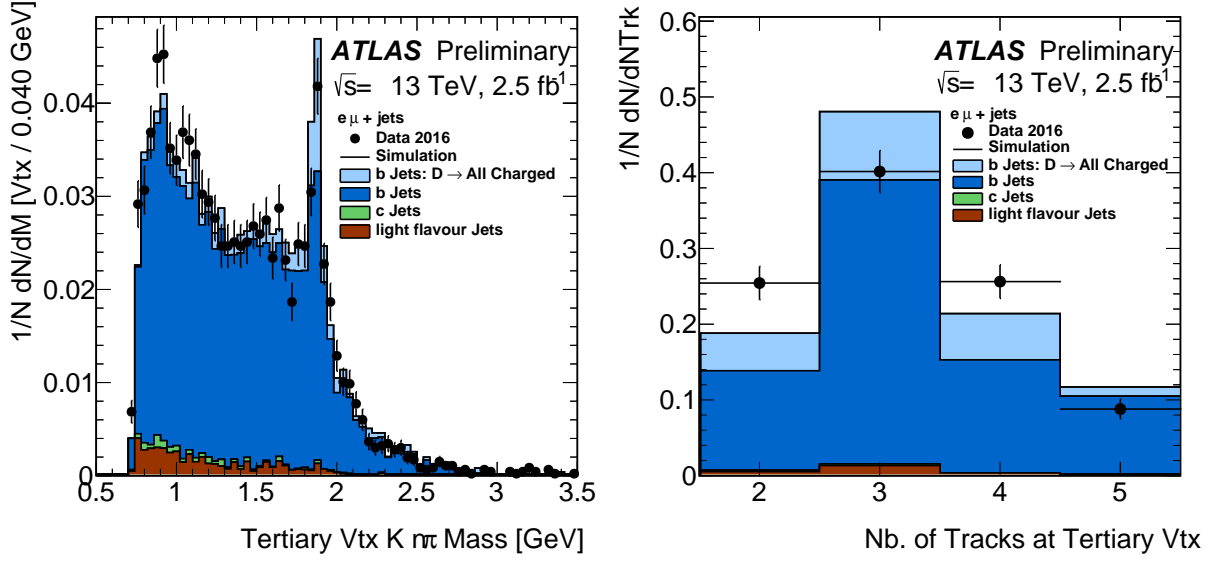 1/N dN/dM [Vtx / 0.040 GeV]
0.04
0.03
0.02
0.01
0
ATLAS Preliminary
√s= 13 TeV, 2.5 fb-1
e μ + jets
Data 2016
Simulation
b Jets: D → All Charged
b Jets
c Jets
light flavour Jets
0.5 1 1.5 2 2.5 3 3.5
Tertiary Vtx K nπ Mass [GeV]
1/N dN/dNTrk
0.6
0.5
0.4
0.3
0.2
0.1
0
ATLAS Preliminary
√s= 13 TeV, 2.5 fb-1
e μ + jets
Data 2016
Simulation
b Jets: D → All Charged
b Jets
c Jets
light flavour Jets
2 3 4 5
Nb. of Tracks at Tertiary Vtx